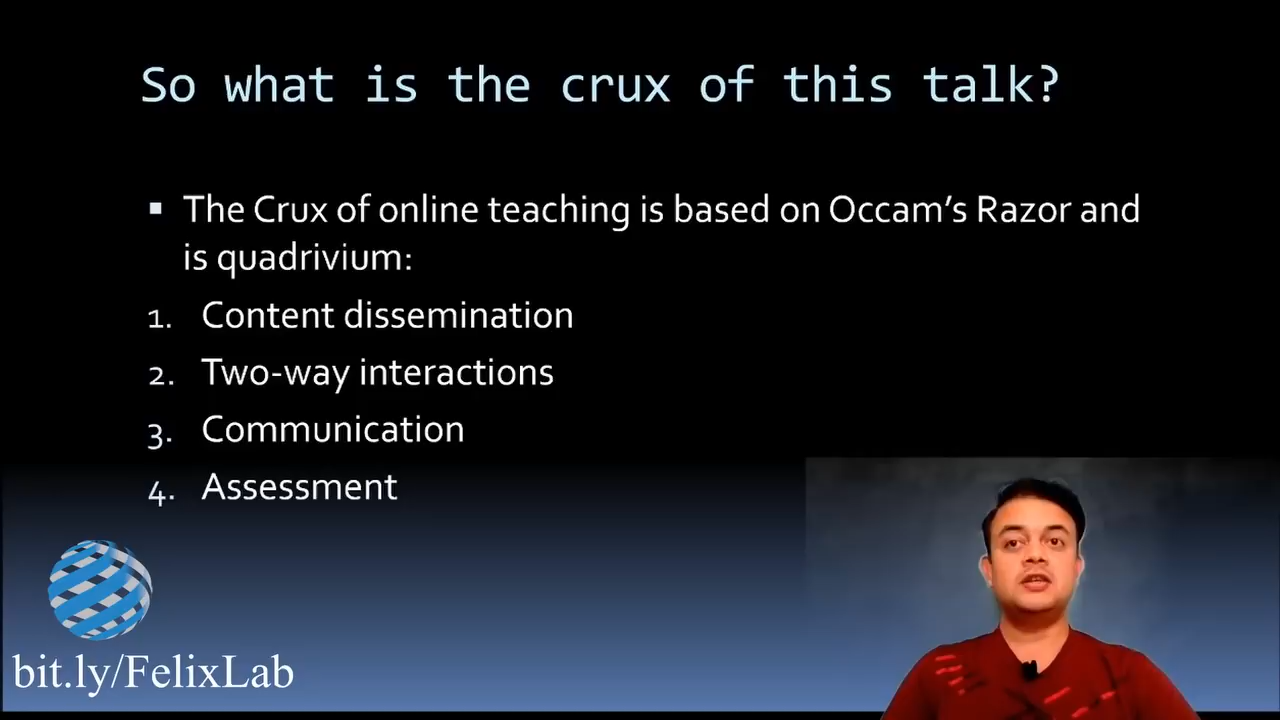 So what is the crux of this talk?
▪ The Crux of online teaching is based on Occam's Razor and
is quadrivium:
1. Content dissemination
2. Two-way interactions
3. Communication
4. Assessment
bit.ly/FelixLab